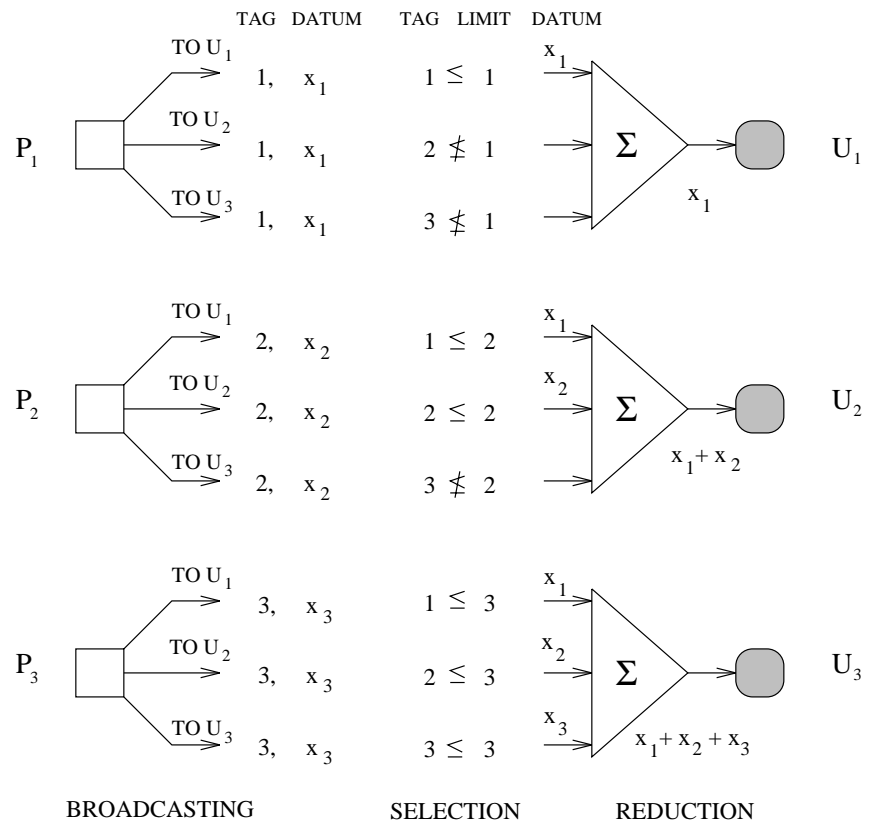 TAG DATUM TAG LIMIT DATUM
TO U₁ x₁
1, x₁ 1 ≤ 1
TO U₂
P₁ 1, x₁ 2 ≰ 1 Σ U₁
TO U₃ x₁
1, x₁ 3 ≰ 1
TO U₁ x₁
2, x₂ 1 ≤ 2
TO U₂ x₂
P₂ 2, x₂ 2 ≤ 2 Σ U₂
TO U₃ x₁ + x₂
2, x₂ 3 ≰ 2
TO U₁ x₁
3, x₃ 1 ≤ 3
TO U₂ x₂
P₃ 3, x₃ 2 ≤ 3 Σ U₃
TO U₃ x₃
3, x₃ 3 ≤ 3 x₁ + x₂ + x₃
BROADCASTING SELECTION REDUCTION